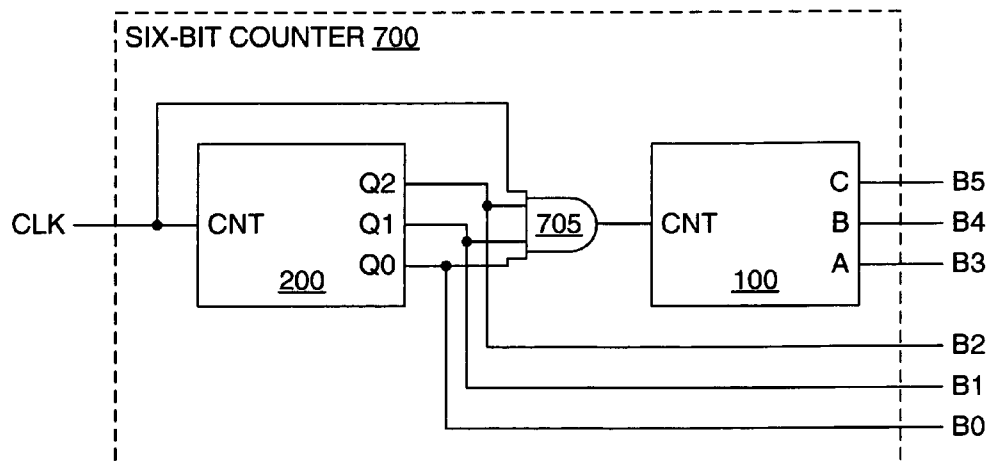 SIX-BIT COUNTER 700
Q2
C
B5
CLK
CNT
Q1
705
CNT
B
B4
Q0
A
B3
200
100
B2
B1
B0